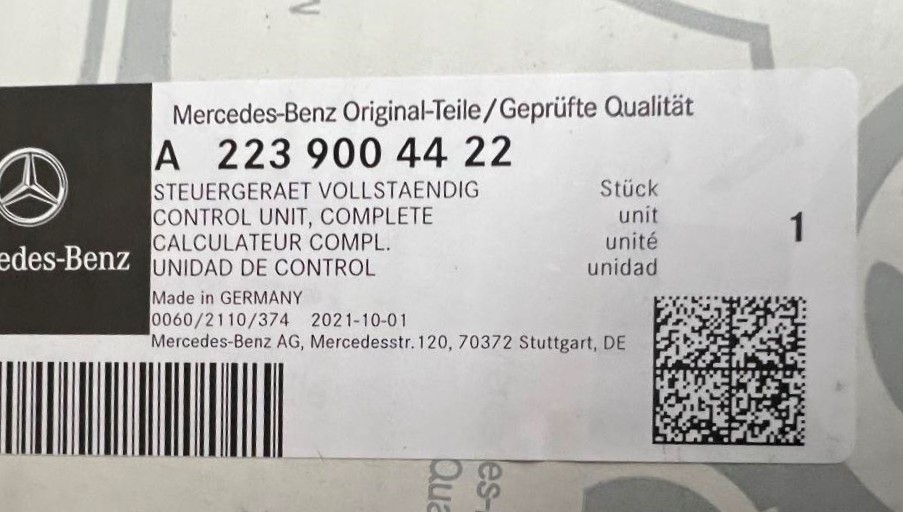 Mercedes-Benz Original-Teile/Geprüfte Qualität
A 223 900 44 22
STEUERGERAET VOLLSTAENDIG Stück
CONTROL UNIT, COMPLETE unit 1
CALCULATEUR COMPL. unité
edes-Benz UNIDAD DE CONTROL unidad
Made in GERMANY
0060/2110/374 2021-10-01
Mercedes-Benz AG, Mercedesstr.120, 70372 Stuttgart, DE
es-
Qua